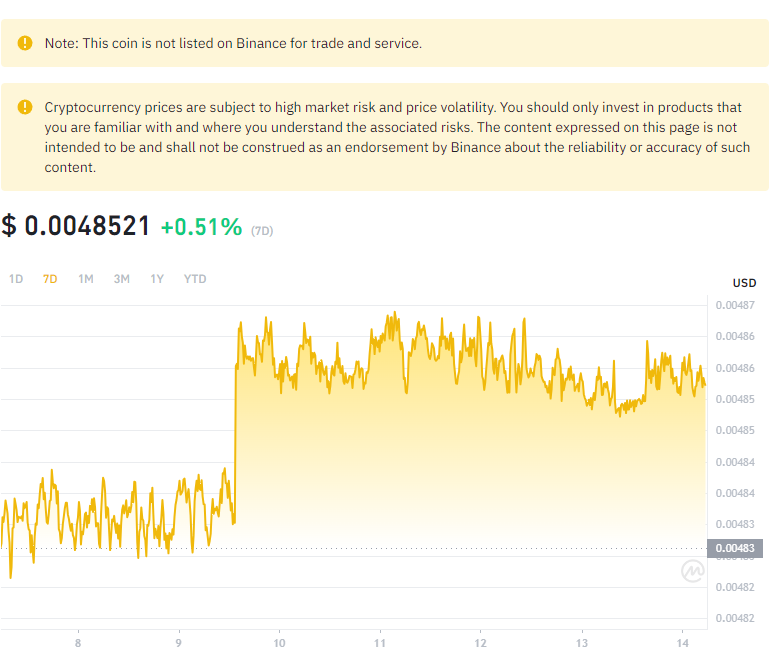 Note: This coin is not listed on Binance for trade and service.
Cryptocurrency prices are subject to high market risk and price volatility. You should only invest in products that
you are familiar with and where you understand the associated risks. The content expressed on this page is not
intended to be and shall not be construed as an endorsement by Binance about the reliability or accuracy of such
content.
$ 0.0048521 +0.51% (7D)
1D 7D 1M 3M 1Y YTD
USD
0.00487
0.00486
0.00486
0.00485
0.00485
0.00484
0.00484
0.00483
0.00483
0.00482
0.00482
8 9 10 11 12 13 14